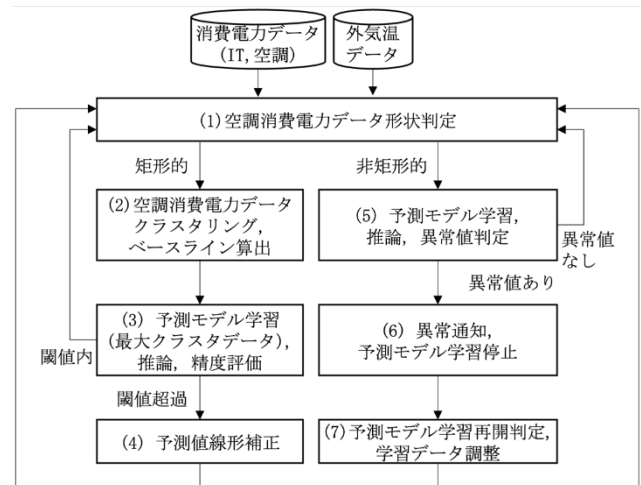 消費電力データ
(IT, 空調)
外気温
データ
(1)空調消費電力データ形状判定
矩形的
非矩形的
(2)空調消費電力データ
クラスタリング,
ベースライン算出
(5) 予測モデル学習,
推論, 異常値判定
異常値
なし
異常値あり
(3) 予測モデル学習
(最大クラスタデータ),
推論, 精度評価
(6) 異常通知,
予測モデル学習停止
閾値内
閾値超過
(4) 予測値線形補正
(7)予測モデル学習再開判定,
学習データ調整